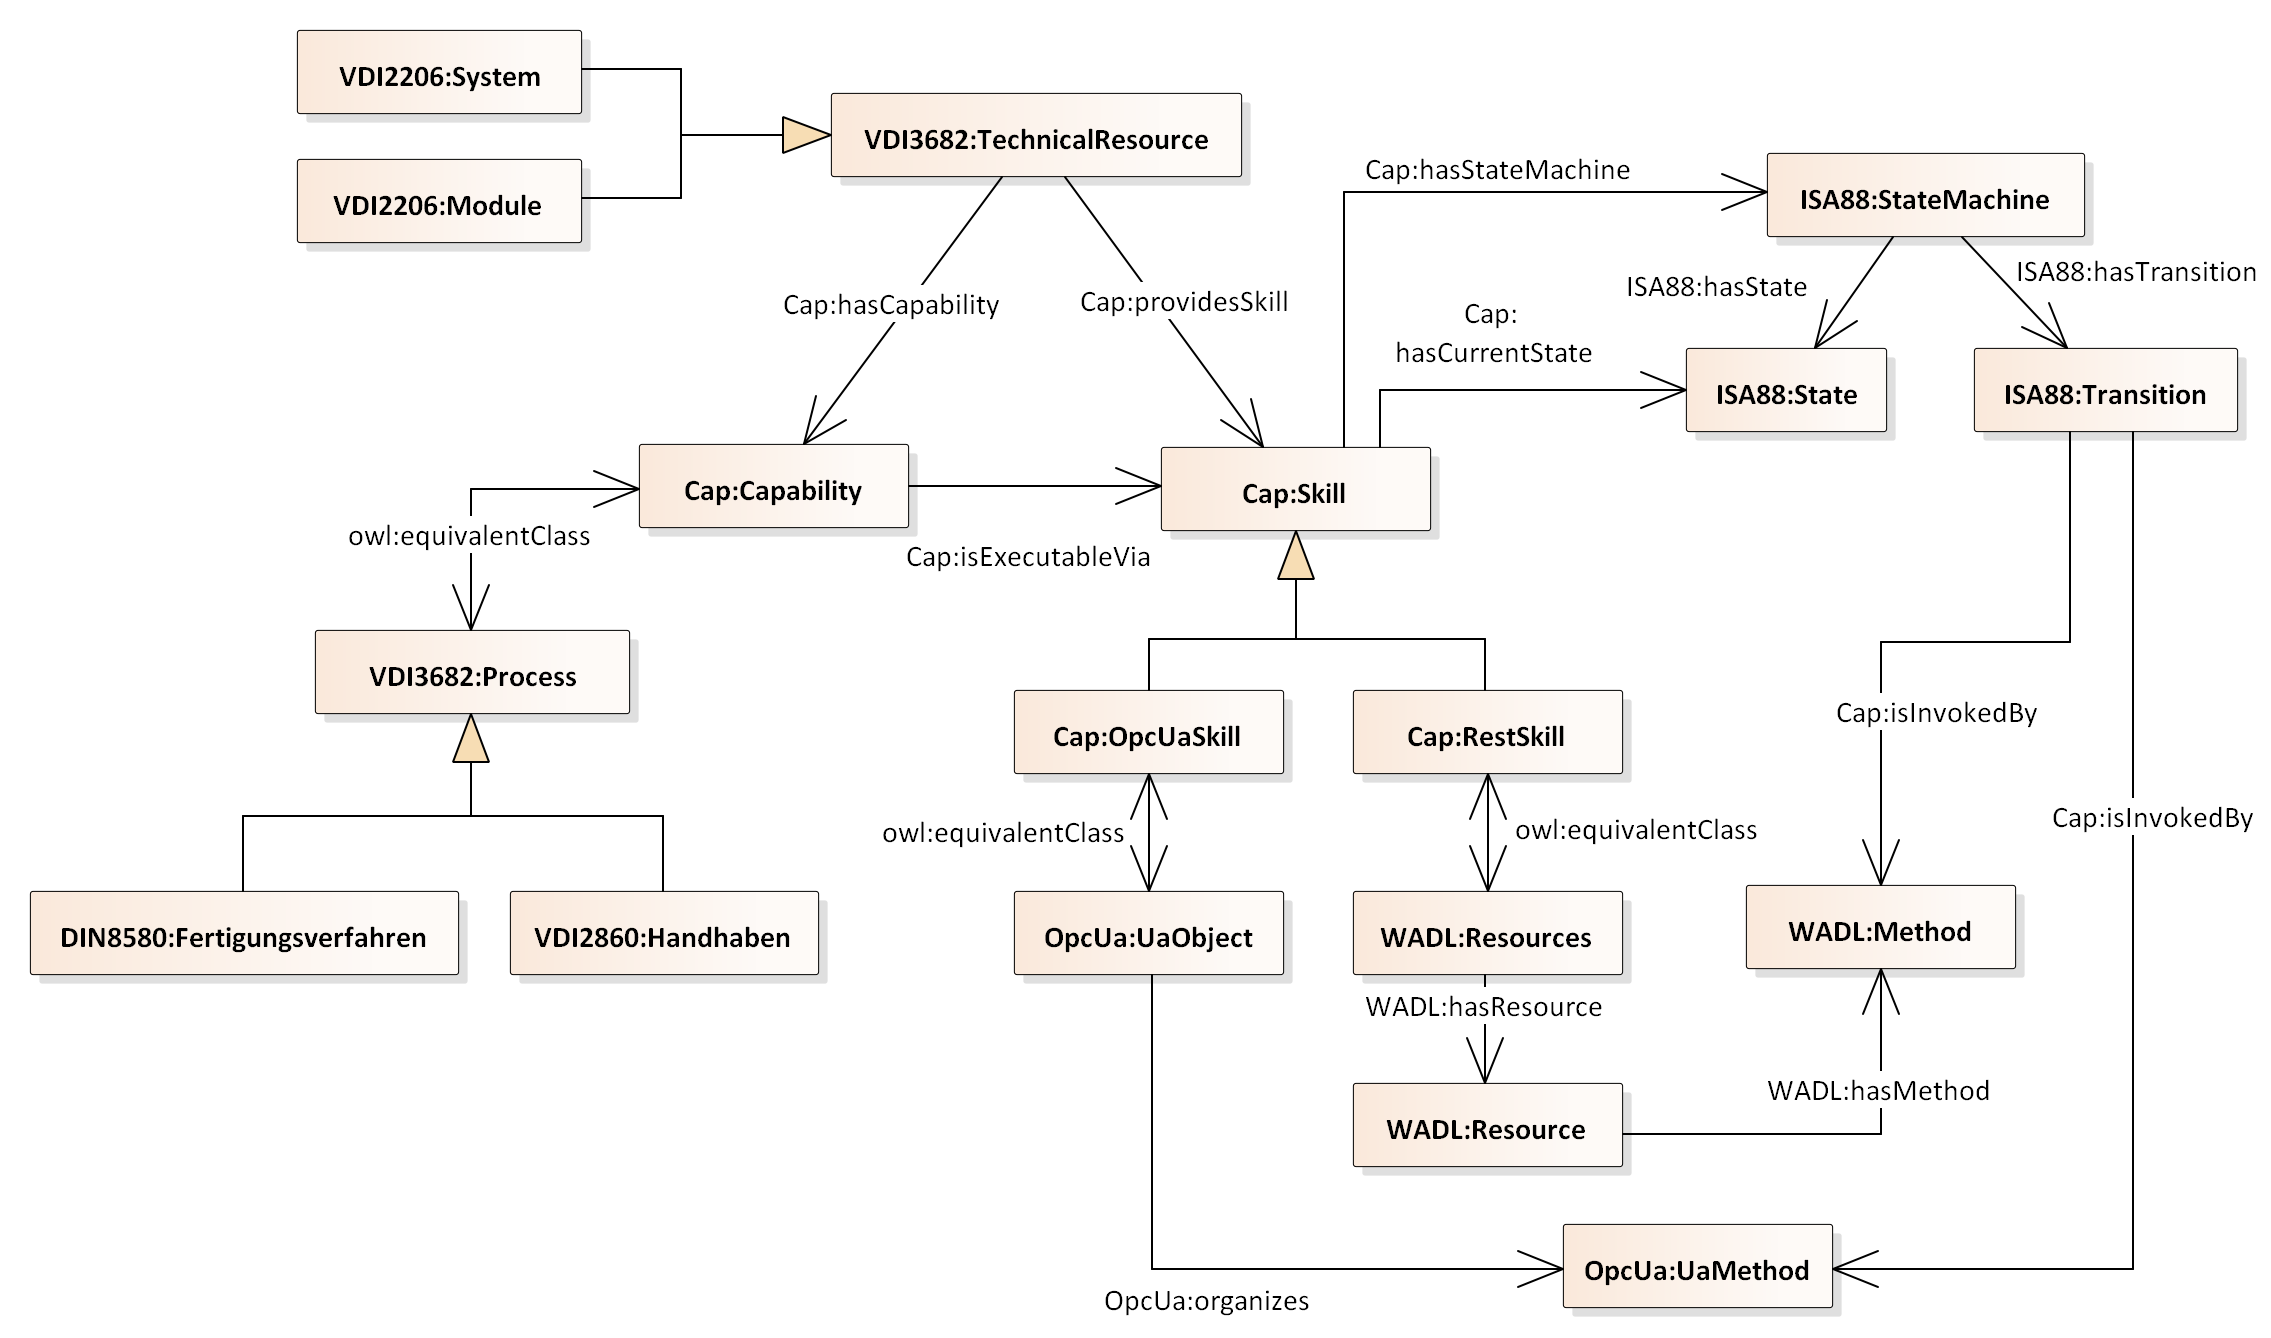 VDI2206:System
VDI3682:TechnicalResource
VDI2206:Module
Cap:hasStateMachine
ISA88:StateMachine
ISA88:hasState
ISA88:hasTransition
Cap:hasCapability
Cap:providesSkill
Cap:
hasCurrentState
ISA88:State
ISA88:Transition
Cap:Capability
Cap:Skill
owl:equivalentClass
Cap:isExecutableVia
VDI3682:Process
Cap:OpcUaSkill
Cap:RestSkill
Cap:isInvokedBy
Cap:isInvokedBy
owl:equivalentClass
owl:equivalentClass
DIN8580:Fertigungsverfahren
VDI2860:Handhaben
OpcUa:UaObject
WADL:Resources
WADL:Method
WADL:hasResource
WADL:hasMethod
WADL:Resource
OpcUa:UaMethod
OpcUa:organizes